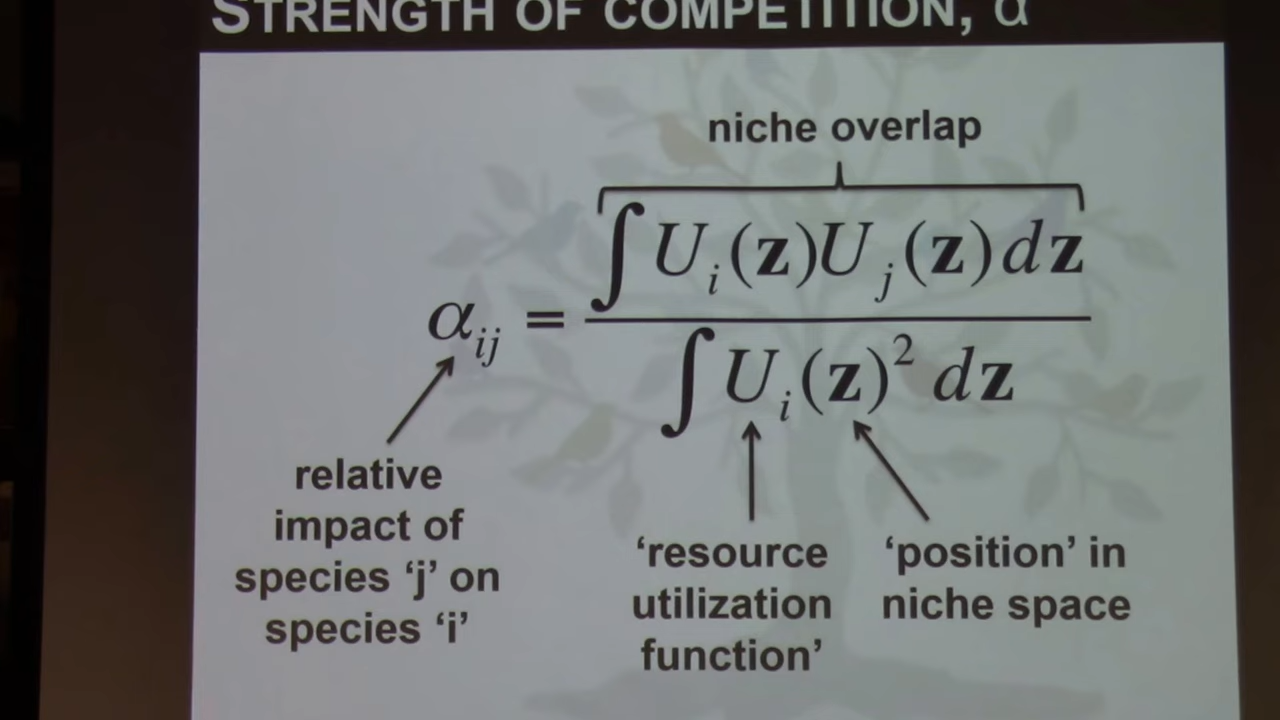 STRENGTH OF COMPETITION, α
niche overlap
∫ U_i(𝐳)U_j(𝐳)d𝐳
α_ij =
∫ U_i(𝐳)² d𝐳
relative
impact of
species ‘j’ on
species ‘i’
‘resource
utilization
function’
‘position’ in
niche space